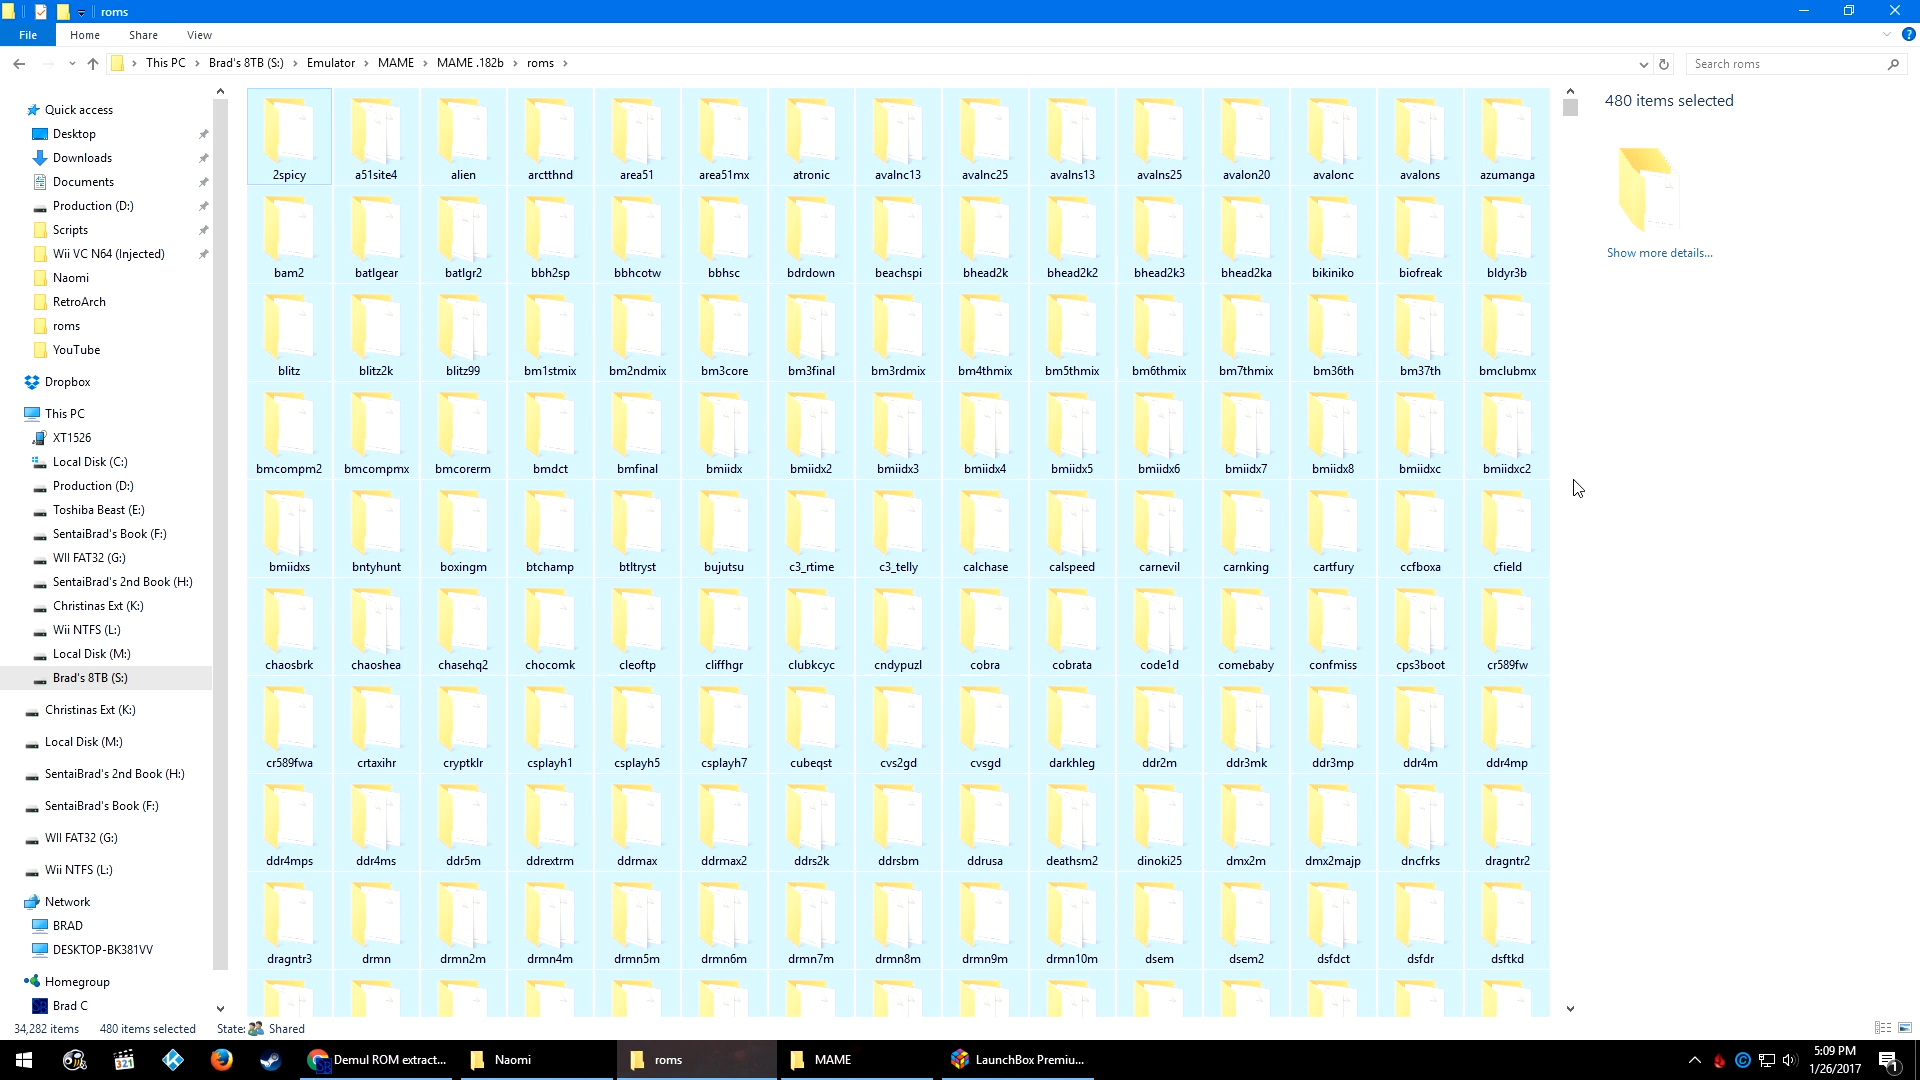 roms
File Home Share View
This PC Brad's 8TB (S:) Emulator MAME MAME .182b roms
Search roms
Quick access
Desktop
Downloads
Documents
Production (D:)
Scripts
Wii VC N64 (Injected)
Naomi
RetroArch
roms
YouTube
Dropbox
This PC
XT1526
Local Disk (C:)
Production (D:)
Toshiba Beast (E:)
SentaiBrad's Book (F:)
WII FAT32 (G:)
SentaiBrad's 2nd Book (H:)
Christinas Ext (K:)
Wii NTFS (L:)
Local Disk (M:)
Brad's 8TB (S:)
Christinas Ext (K:)
Local Disk (M:)
SentaiBrad's 2nd Book (H:)
SentaiBrad's Book (F:)
WII FAT32 (G:)
Wii NTFS (L:)
Network
BRAD
DESKTOP-BK381VV
Homegroup
Brad C
2spicy a51site4 alien arctthnd area51 area51mx atronic avalnc13 avalnc25 avalns13 avalns25 avalon20 avalonc avalons azumanga
bam2 batlgear batlgr2 bbh2sp bbhcotw bbhsc bdrdown beachspi bhead2k bhead2k2 bhead2k3 bhead2ka bikiniko biofreak bldyr3b
blitz blitz2k blitz99 bm1stmix bm2ndmix bm3core bm3final bm3rdmix bm4thmix bm5thmix bm6thmix bm7thmix bm36th bm37th bmclubmx
bmcompm2 bmcompmx bmcorerm bmdct bmfinal bmiidx bmiidx2 bmiidx3 bmiidx4 bmiidx5 bmiidx6 bmiidx7 bmiidx8 bmiidxc bmiidxc2
bmiidxs bntyhunt boxingm btchamp btltryst bujutsu c3_rtime c3_telly calchase calspeed carnevil carnking cartfury ccfboxa cfield
chaosbrk chaoshea chasehq2 chocomk cleoftp cliffhgr clubkcyc cndypuzl cobra cobrata code1d comebaby confmiss cps3boot cr589fw
cr589fwa crtaxihr cryptklr csplayh1 csplayh5 csplayh7 cubeqst cvs2gd cvsgd darkhleg ddr2m ddr3mk ddr3mp ddr4m ddr4mp
ddr4mps ddr4ms ddr5m ddrextrm ddrmax ddrmax2 ddrs2k ddrsbm ddrusa deathsm2 dinoki25 dmx2m dmx2majp dncfrks dragntr2
dragntr3 drmn drmn2m drmn4m drmn5m drmn6m drmn7m drmn8m drmn9m drmn10m dsem dsem2 dsfdct dsfdr dsftkd
480 items selected
Show more details...
34,282 items 480 items selected State: Shared
321
Demul ROM extract... Naomi roms MAME LaunchBox Premiu...
5:09 PM
1/26/2017
1